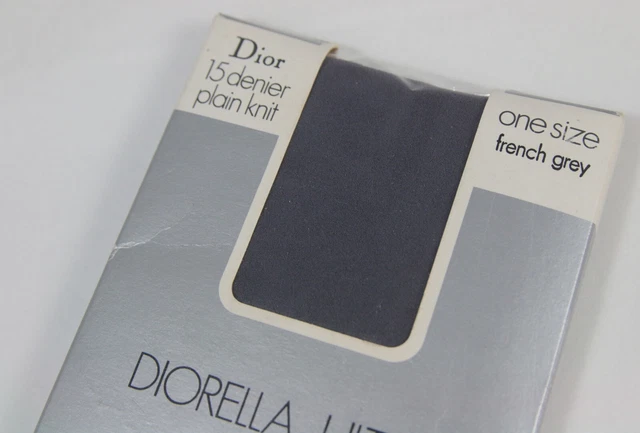 Dior
15 denier
plain knit
one size
french grey
DIORELLA